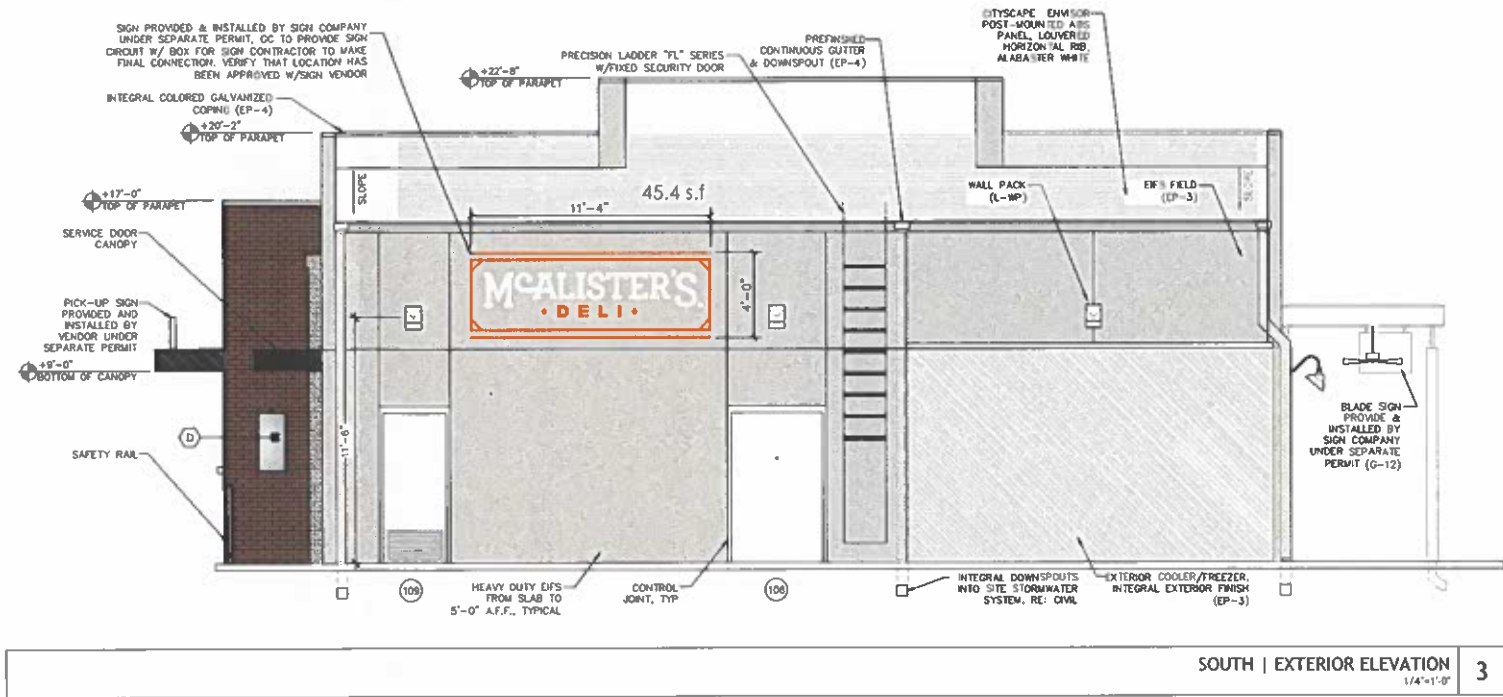 SIGN PROVIDED & INSTALLED BY SIGN COMPANY
UNDER SEPARATE PERMIT, GC TO PROVIDE SIGN
CIRCUIT W/ BOX FOR SIGN CONTRACTOR TO MAKE
FINAL CONNECTION. VERIFY THAT LOCATION HAS
BEEN APPROVED W/SIGN VENDOR
INTEGRAL COLORED GALVANIZED
COPING (EP-4)
+20'-2"
TOP OF PARAPET
+22'-8"
TOP OF PARAPET
PRECISION LADDER "FL" SERIES
W/FIXED SECURITY DOOR
PREFINSHED
CONTINUOUS GUTTER
& DOWNSPOUT (EP-4)
CITYSCAPE ENVISOR
POST-MOUNTED ABS
PANEL, LOUVERED
HORIZONTAL RIB,
ALABASTER WHITE
+17'-0"
TOP OF PARAPET
SLOPE
45.4 s.f
11'-4"
WALL PACK
(L-WP)
EIFS FIELD
(EP-3)
SLOPE
SERVICE DOOR
CANOPY
McALISTER'S
• DELI •
4'-0"
PICK-UP SIGN
PROVIDED AND
INSTALLED BY
VENDOR UNDER
SEPARATE PERMIT
+9'-0"
BOTTOM OF CANOPY
D
SAFETY RAIL
11'-6"
BLADE SIGN
PROVIDE &
INSTALLED BY
SIGN COMPANY
UNDER SEPARATE
PERMIT (G-12)
109
HEAVY DUTY EIFS
FROM SLAB TO
5'-0" A.F.F., TYPICAL
CONTROL
JOINT, TYP
108
INTEGRAL DOWNSPOUTS
INTO SITE STORMWATER
SYSTEM, RE: CIVIL
EXTERIOR COOLER/FREEZER,
INTEGRAL EXTERIOR FINISH
(EP-3)
SOUTH | EXTERIOR ELEVATION
1/4"=1'-0"
3